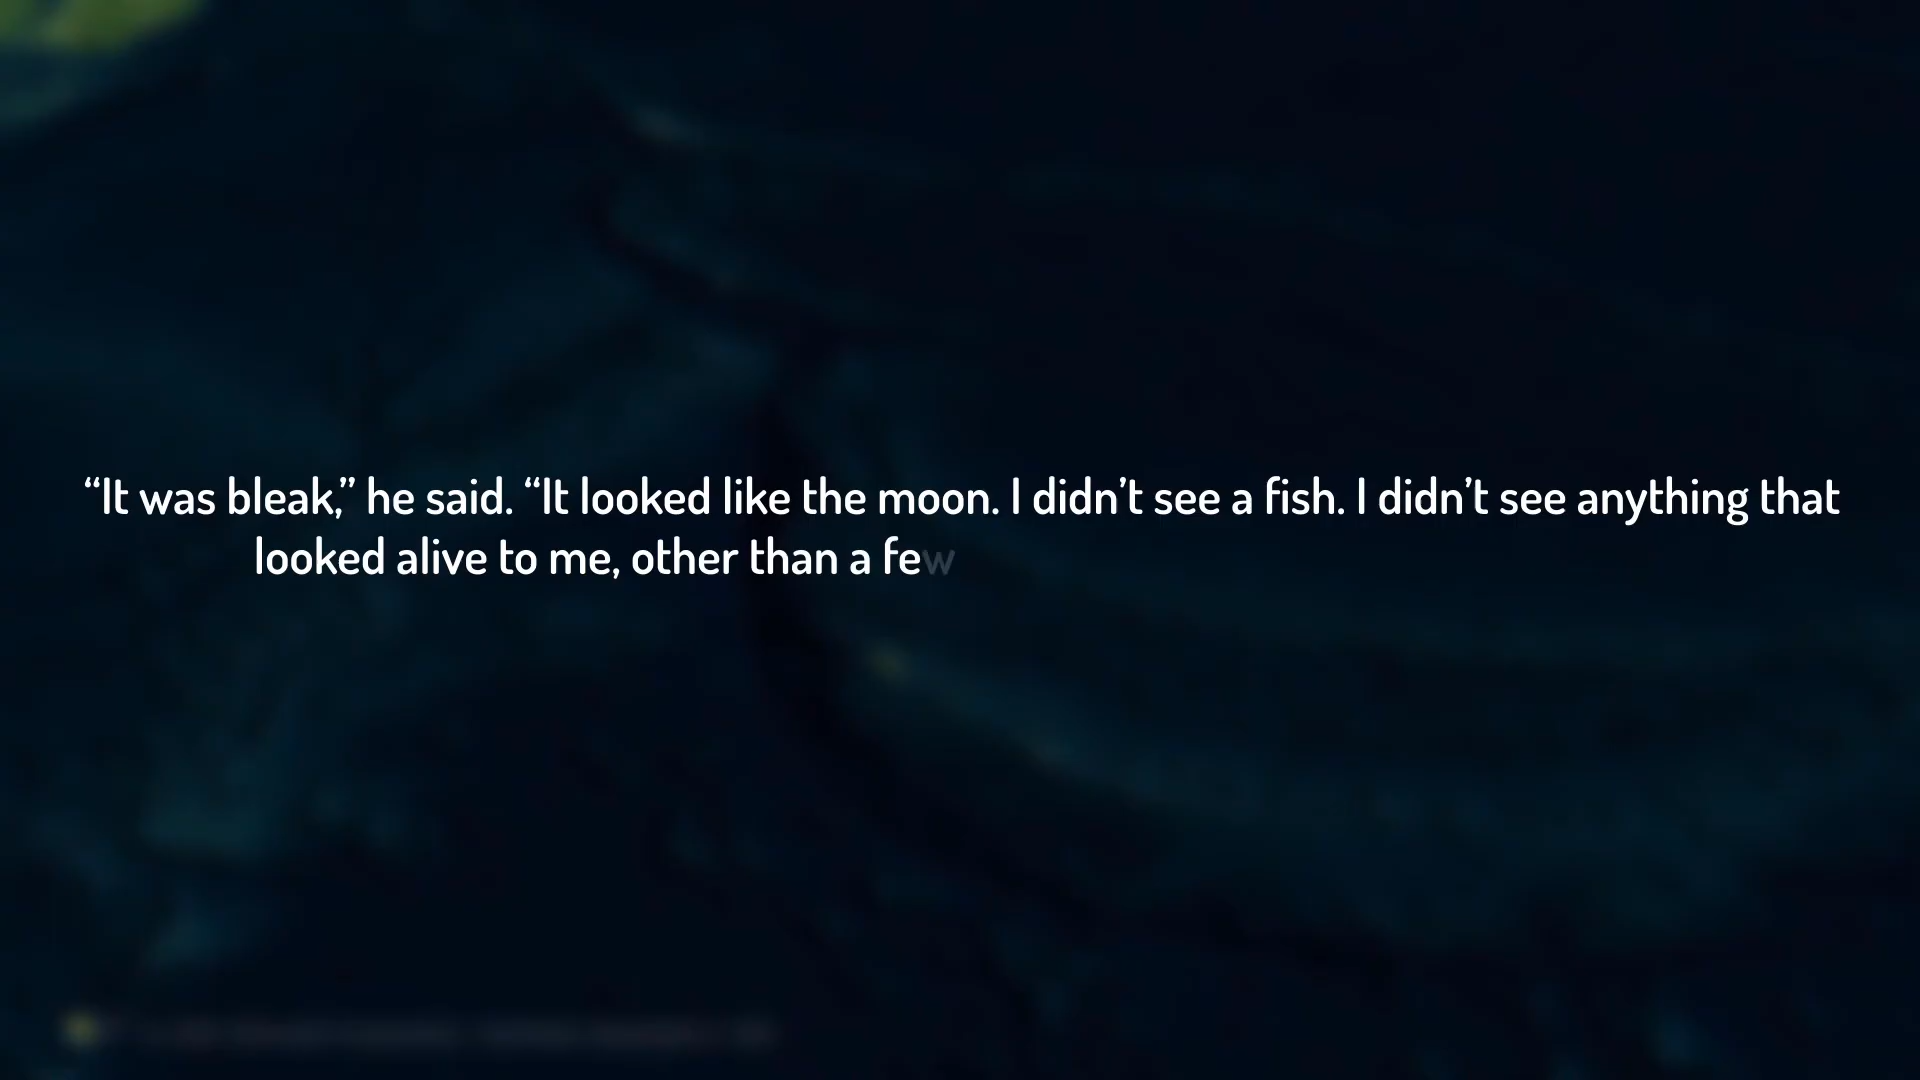 “It was bleak,” he said. “It looked like the moon. I didn’t see a fish. I didn’t see anything that
looked alive to me, other than a few